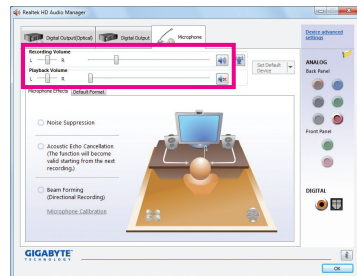 Realtek HD Audio Manager
Digital Output(Optical)
Digital Output
Microphone
Device advanced
settings
Recording Volume
L
R
Set Default
Device
Playback Volume
L
R
Microphone Effects
Default Format
ANALOG
Back Panel
Noise Suppression
Acoustic Echo Cancellation
(The function will become
valid starting from the next
recording.)
Beam Forming
(Directional Recording)
Microphone Calibration
Front Panel
DIGITAL
GIGABYTE
TECHNOLOGY
i
OK